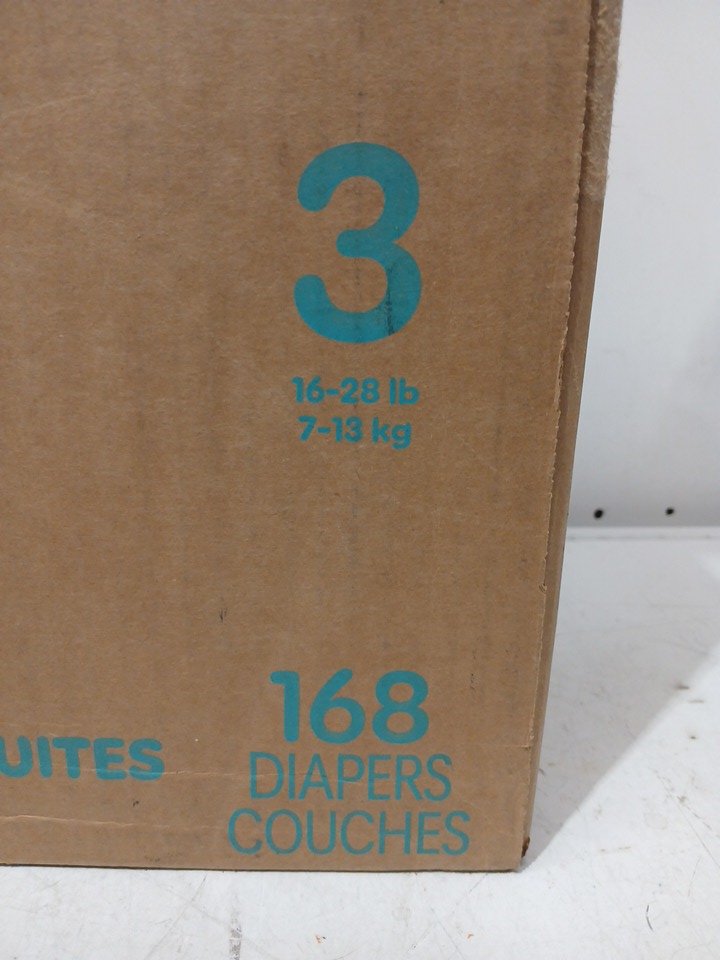 3
16-28 lb
7-13 kg
UITES
168
DIAPERS
COUCHES